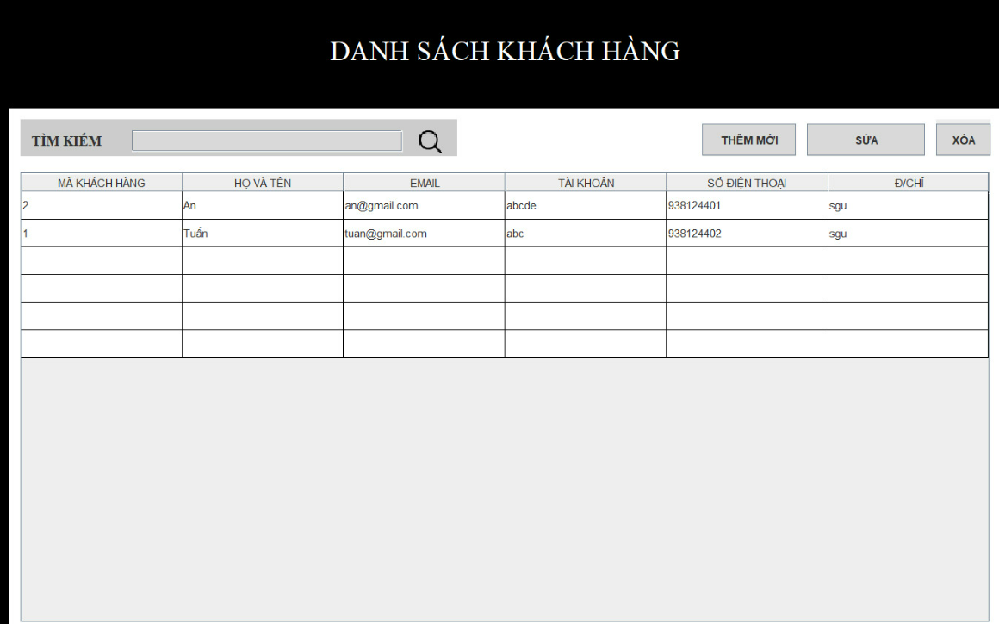 DANH SÁCH KHÁCH HÀNG
TÌM KIẾM
THÊM MỚI SỬA XÓA
MÃ KHÁCH HÀNG HỌ VÀ TÊN EMAIL TÀI KHOẢN SỐ ĐIỆN THOẠI Đ/CHỈ
2 An an@gmail.com abcde 938124401 sgu
1 Tuấn tuan@gmail.com abc 938124402 sgu